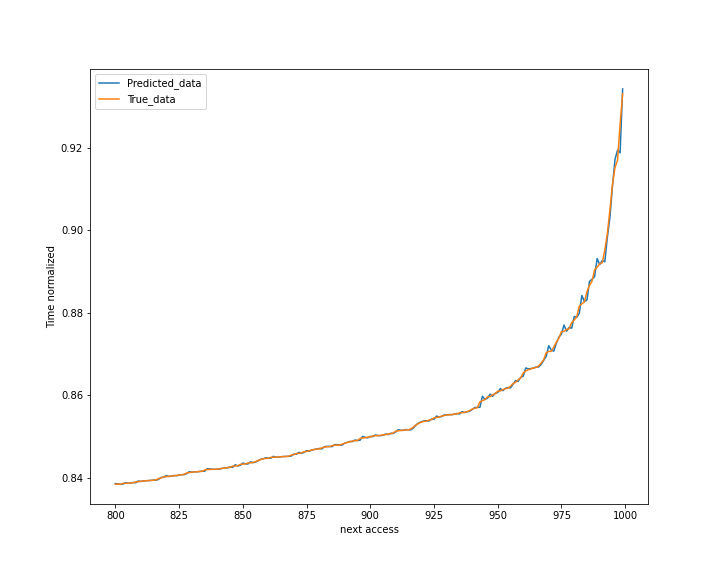 Predicted_data
True_data
0.92
0.90
0.88
0.86
0.84
Time normalized
800 825 850 875 900 925 950 975 1000
next access